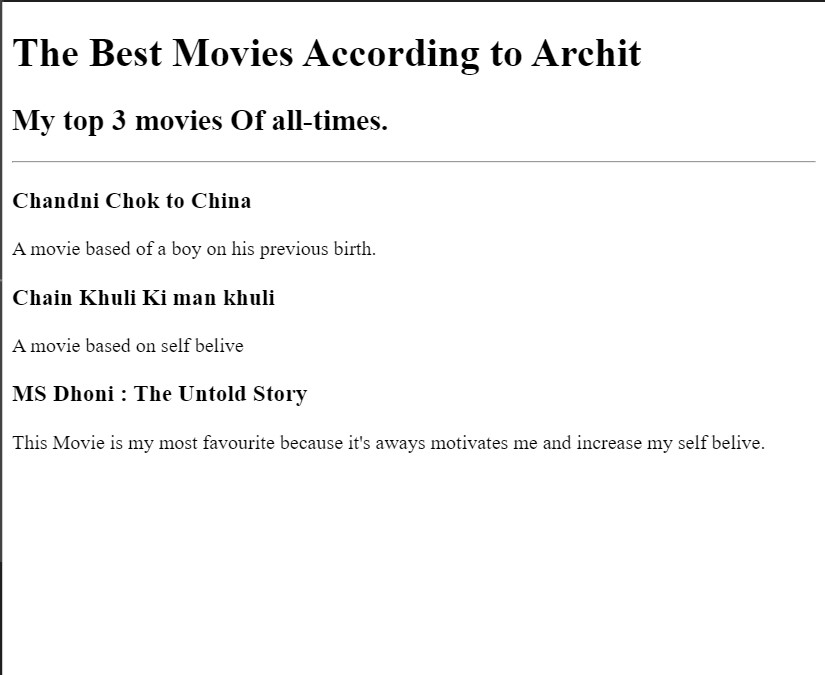 The Best Movies According to Archit
My top 3 movies Of all-times.
Chandni Chok to China
A movie based of a boy on his previous birth.
Chain Khuli Ki man khuli
A movie based on self belive
MS Dhoni : The Untold Story
This Movie is my most favourite because it's aways motivates me and increase my self belive.